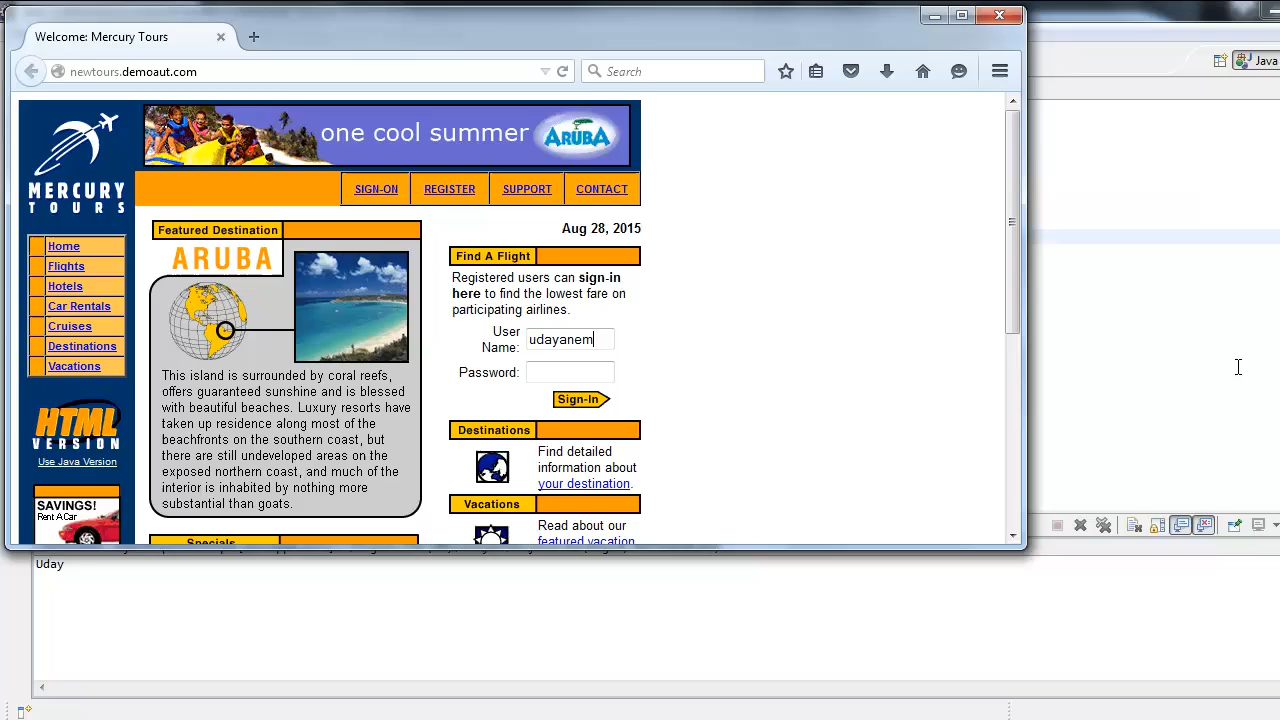 Welcome: Mercury Tours
newtours.demoaut.com
Search
Java
MERCURY
TOURS
one cool summer
ARUBA
SIGN-ON
REGISTER
SUPPORT
CONTACT
Home
Flights
Hotels
Car Rentals
Cruises
Destinations
Vacations
HTML
VERSION
Use Java Version
SAVINGS!
Rent A Car
Featured Destination
ARUBA
This island is surrounded by coral reefs,
offers guaranteed sunshine and is blessed
with beautiful beaches. Luxury resorts have
taken up residence along most of the
beachfronts on the southern coast, but
there are still undeveloped areas on the
exposed northern coast, and much of the
interior is inhabited by nothing more
substantial than goats.
Specials
Aug 28, 2015
Find A Flight
Registered users can sign-in
here to find the lowest fare on
participating airlines.
User
Name:
udayanem
Password:
Sign-In
Destinations
Find detailed
information about
your destination.
Vacations
Read about our
featured vacation
Uday